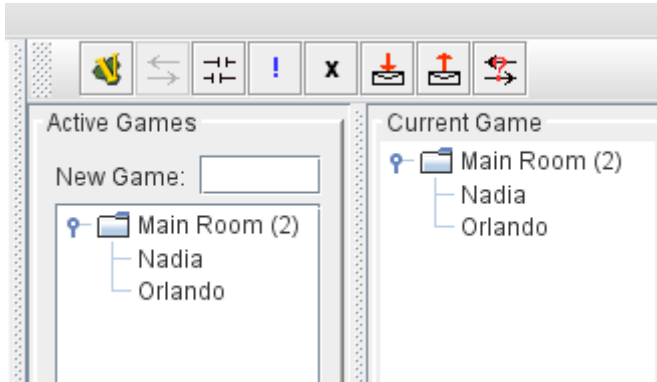 ! x ?
Active Games
New Game:
Main Room (2)
Nadia
Orlando
Current Game
Main Room (2)
Nadia
Orlando